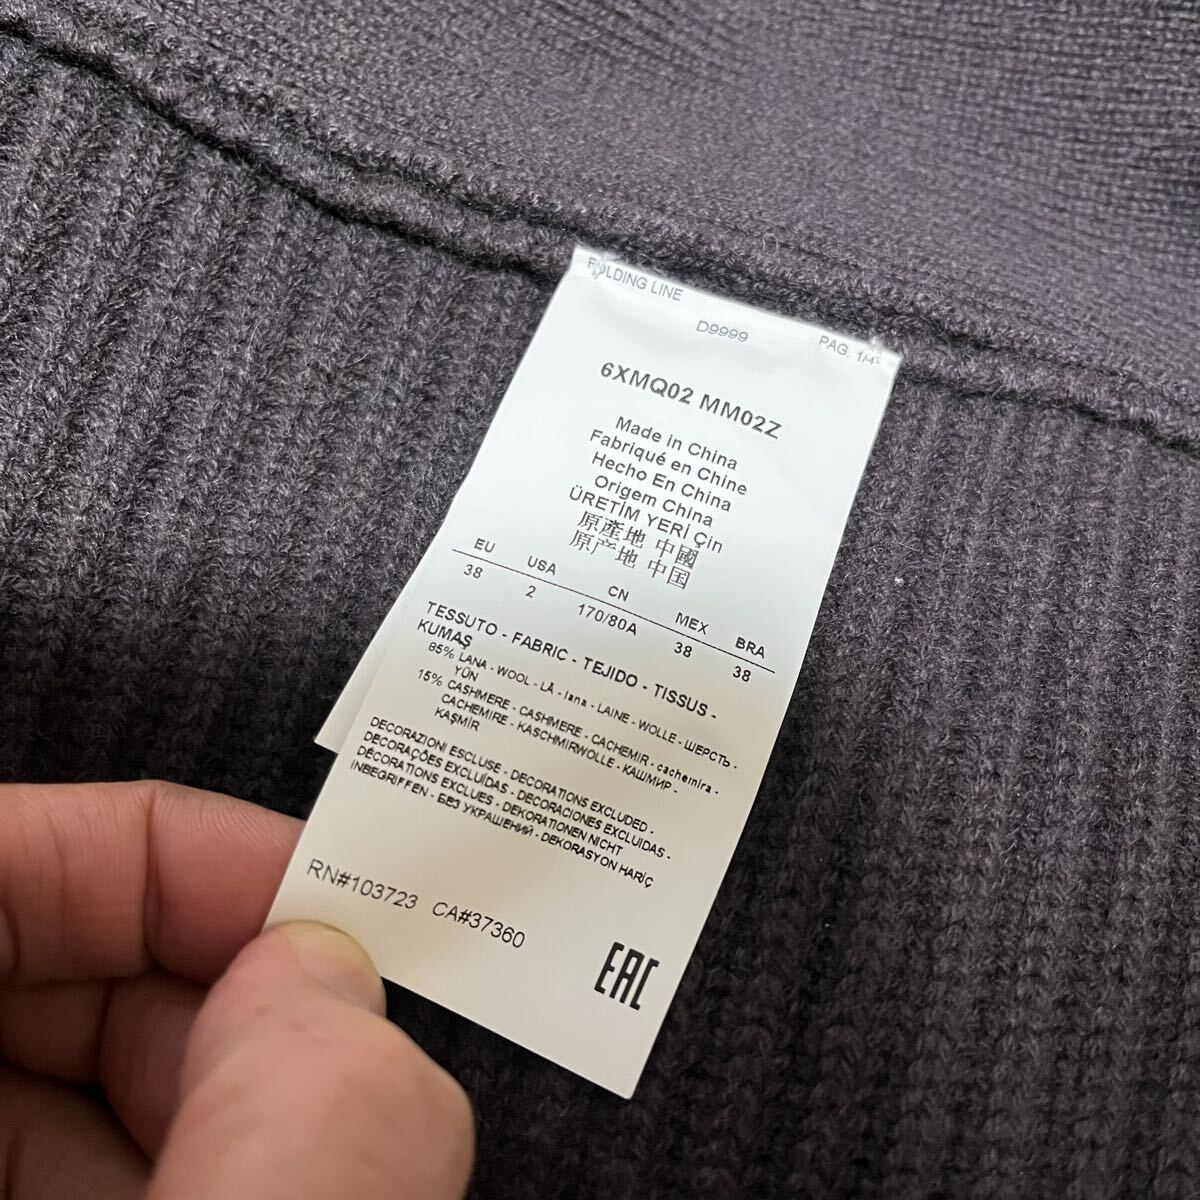 FOLDING LINE
D9999
PAG. 1/4
6XMQ02 MM02Z
Made in China
Fabriqué en Chine
Hecho En China
Origem China
ÜRETİM YERİ Çin
原產地 中國
原产地 中国
EU USA CN MEX BRA
38 2 170/80A 38 38
TESSUTO - FABRIC - TEJIDO - TISSUS -
KUMAŞ
85% LANA - WOOL - LÃ - lana - LAINE - WOLLE - ШЕРСТЬ -
YÜN
15% CASHMERE - CASHMERE - CACHEMIR - cachemira -
CACHEMIRE - KASCHMIRWOLLE - КАШМИР -
KAŞMİR
DECORAZIONI ESCLUSE - DECORATIONS EXCLUDED -
DECORAÇÕES EXCLUÍDAS - DECORACIONES EXCLUIDAS -
DÉCORATIONS EXCLUES - DEKORATIONEN NICHT
INBEGRIFFEN - БЕЗ УКРАШЕНИЙ - DEKORASYON HARİÇ
RN#103723 CA#37360
EAC